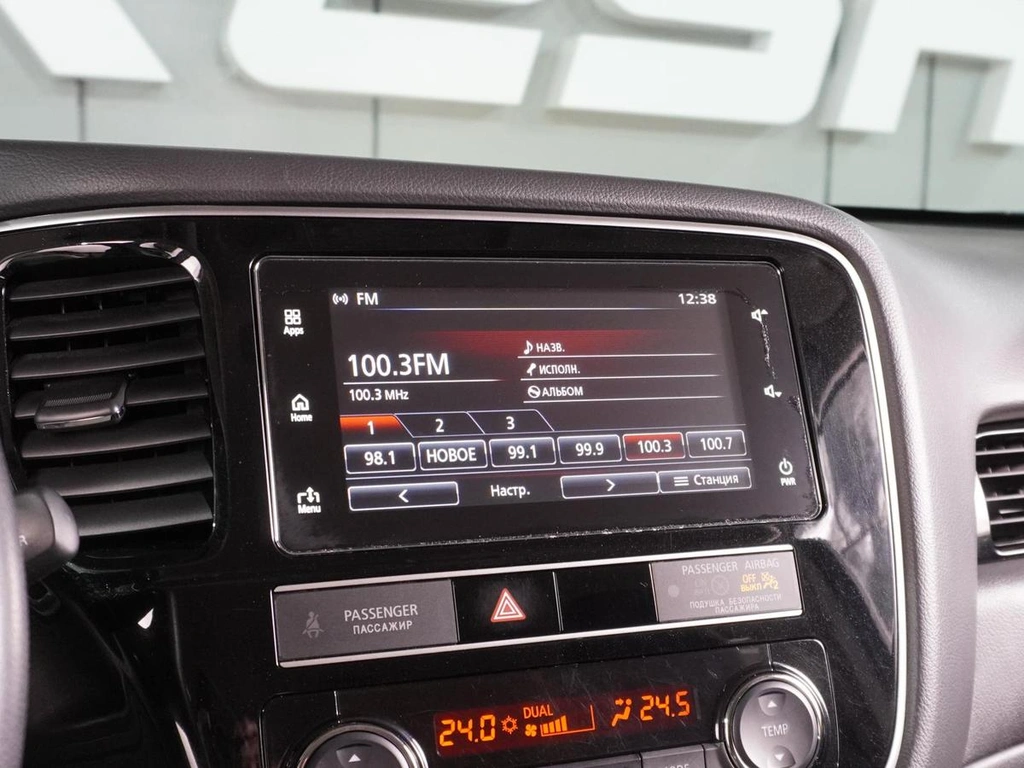 FM 12:38
Apps
100.3FM
100.3 MHz
НАЗВ.
ИСПОЛН.
АЛЬБОМ
Home
1 2 3
98.1 НОВОЕ 99.1 99.9 100.3 100.7
< Настр. > Станция
Menu
PWR
PASSENGER
ПАССАЖИР
PASSENGER AIRBAG
OFF
ВЫКЛ 2
ПОДУШКА БЕЗОПАСНОСТИ
ПАССАЖИРА
24.0 DUAL 24.5
TEMP